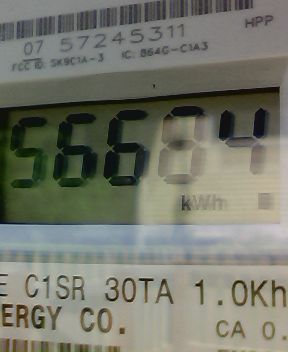 HPP
07 57245311
FCC ID: SK9C1A-3 IC: 864G-C1A3
56684
kWh
E C1SR 30TA 1.0Kh
ERGY CO.
CA 0.